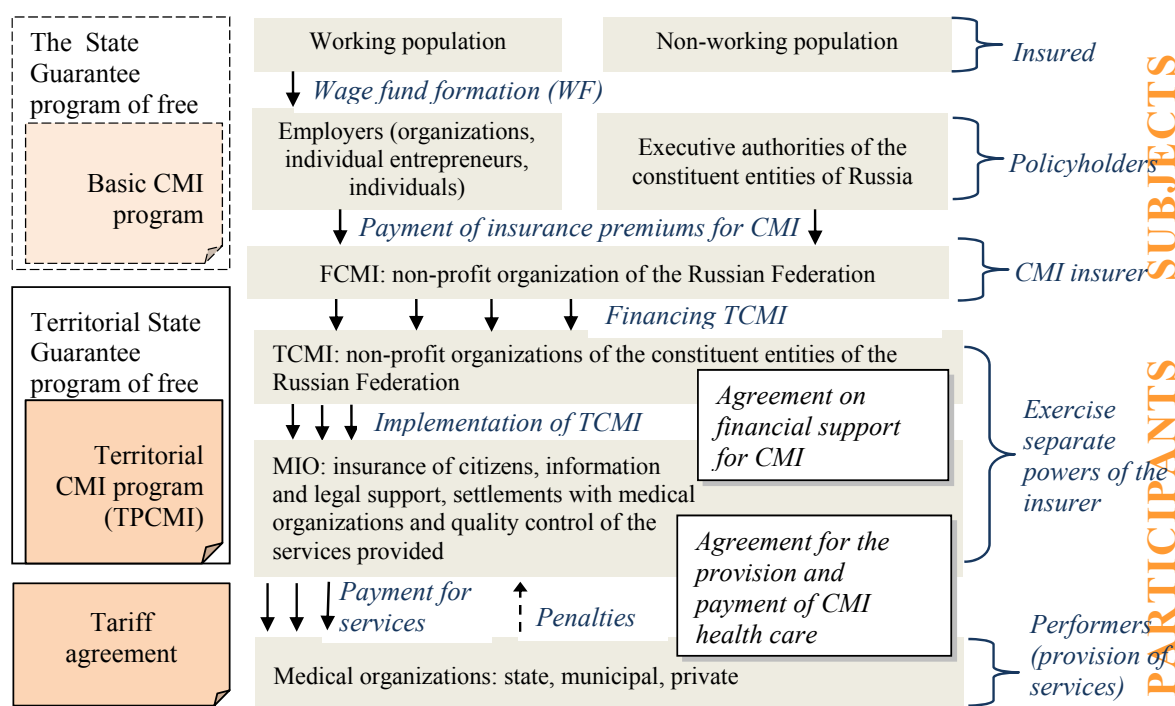 The State
Guarantee
program of free
Basic CMI
program
Territorial State
Guarantee
program of free
Territorial
CMI program
(TPCMI)
Tariff
agreement
Working population
Non-working population
Wage fund formation (WF)
Employers (organizations,
individual entrepreneurs,
individuals)
Executive authorities of the
constituent entities of Russia
Payment of insurance premiums for CMI
FCMI: non-profit organization of the Russian Federation
Financing TCMI
TCMI: non-profit organizations of the constituent entities of the
Russian Federation
Agreement on
financial support
for CMI
Implementation of TCMI
MIO: insurance of citizens, information
and legal support, settlements with medical
organizations and quality control of the
services provided
Agreement for the
provision and
payment of CMI
health care
Payment for
services
Penalties
Medical organizations: state, municipal, private
Insured
Policyholders
CMI insurer
Exercise
separate
powers of the
insurer
Performers
(provision of
services)
SUBJECTS
PARTICIPANTS